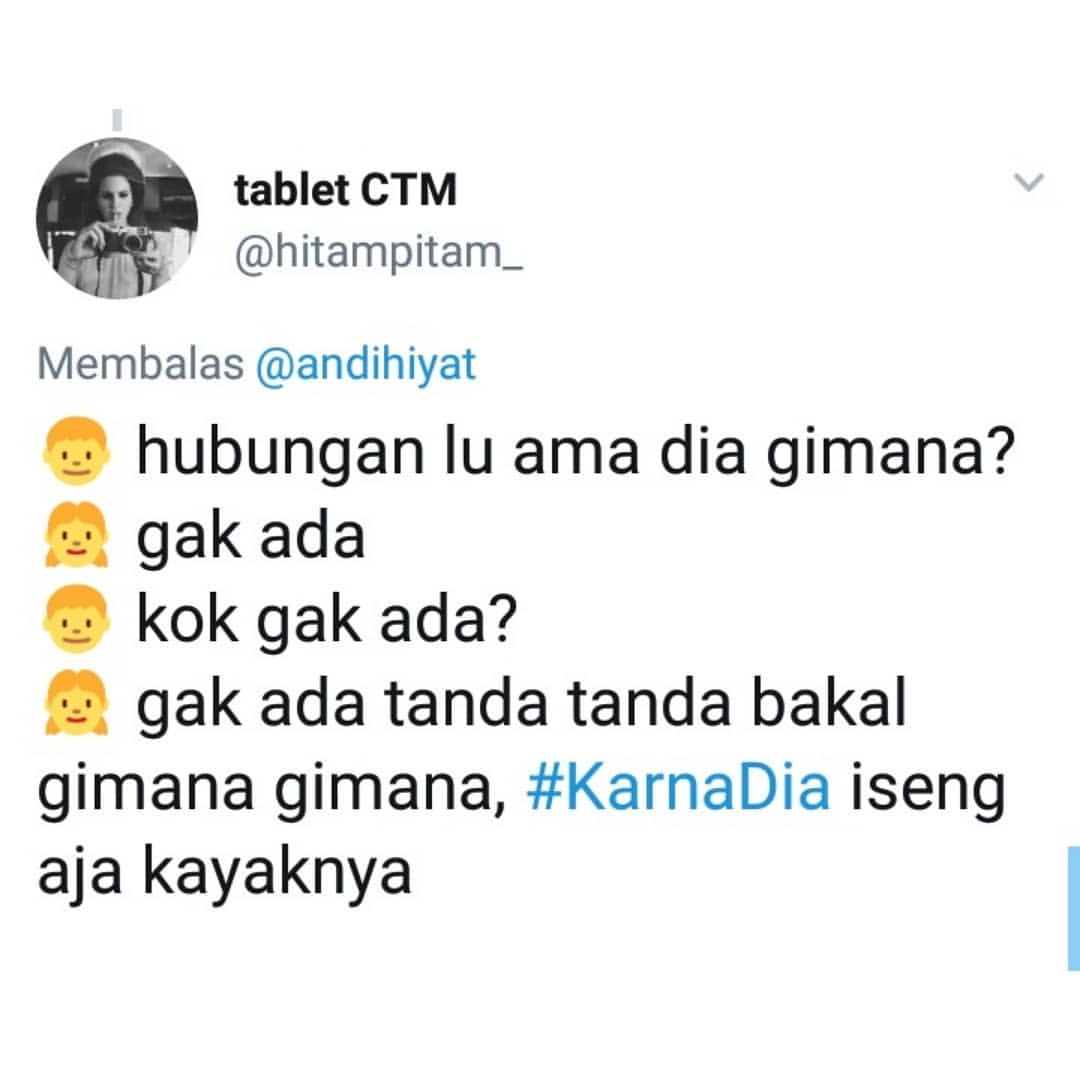 tablet CTM
@hitampitam_
Membalas @andihiyat
👦 hubungan lu ama dia gimana?
👧 gak ada
👦 kok gak ada?
👧 gak ada tanda tanda bakal
gimana gimana, #KarnaDia iseng
aja kayaknya